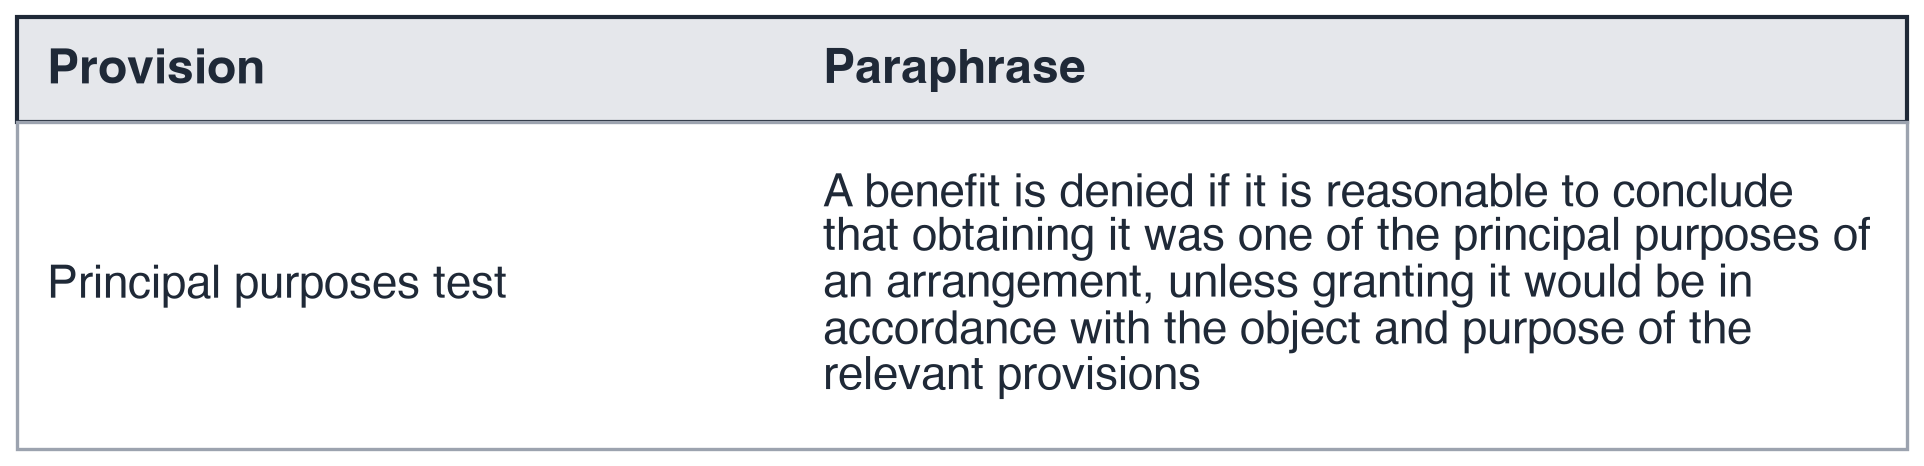 Provision
Paraphrase
Principal purposes test
A benefit is denied if it is reasonable to conclude
that obtaining it was one of the principal purposes of
an arrangement, unless granting it would be in
accordance with the object and purpose of the
relevant provisions